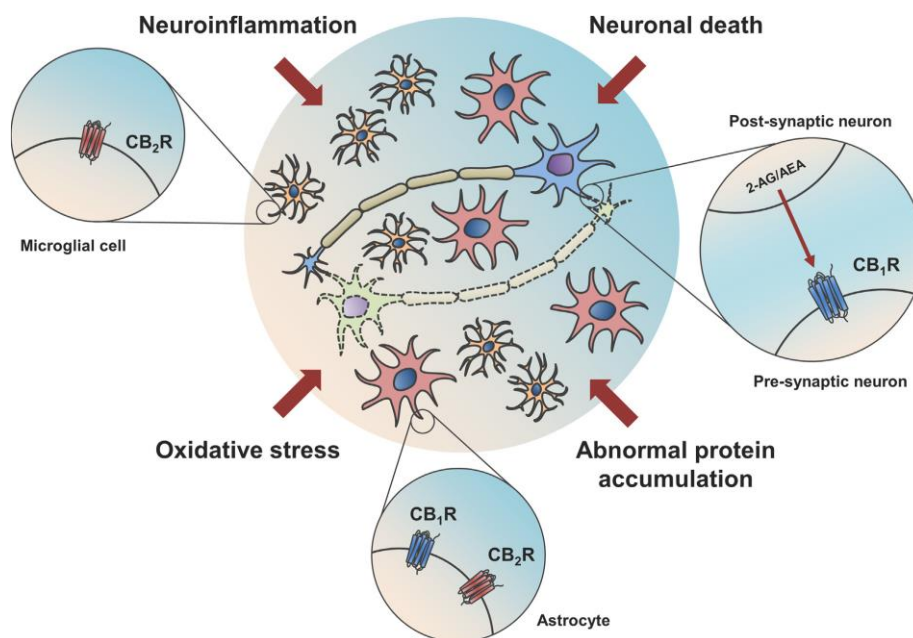 Neuroinflammation
Neuronal death
CB₂R
Microglial cell
Post-synaptic neuron
2-AG/AEA
CB₁R
Pre-synaptic neuron
Oxidative stress
Abnormal protein
accumulation
CB₁R
CB₂R
Astrocyte